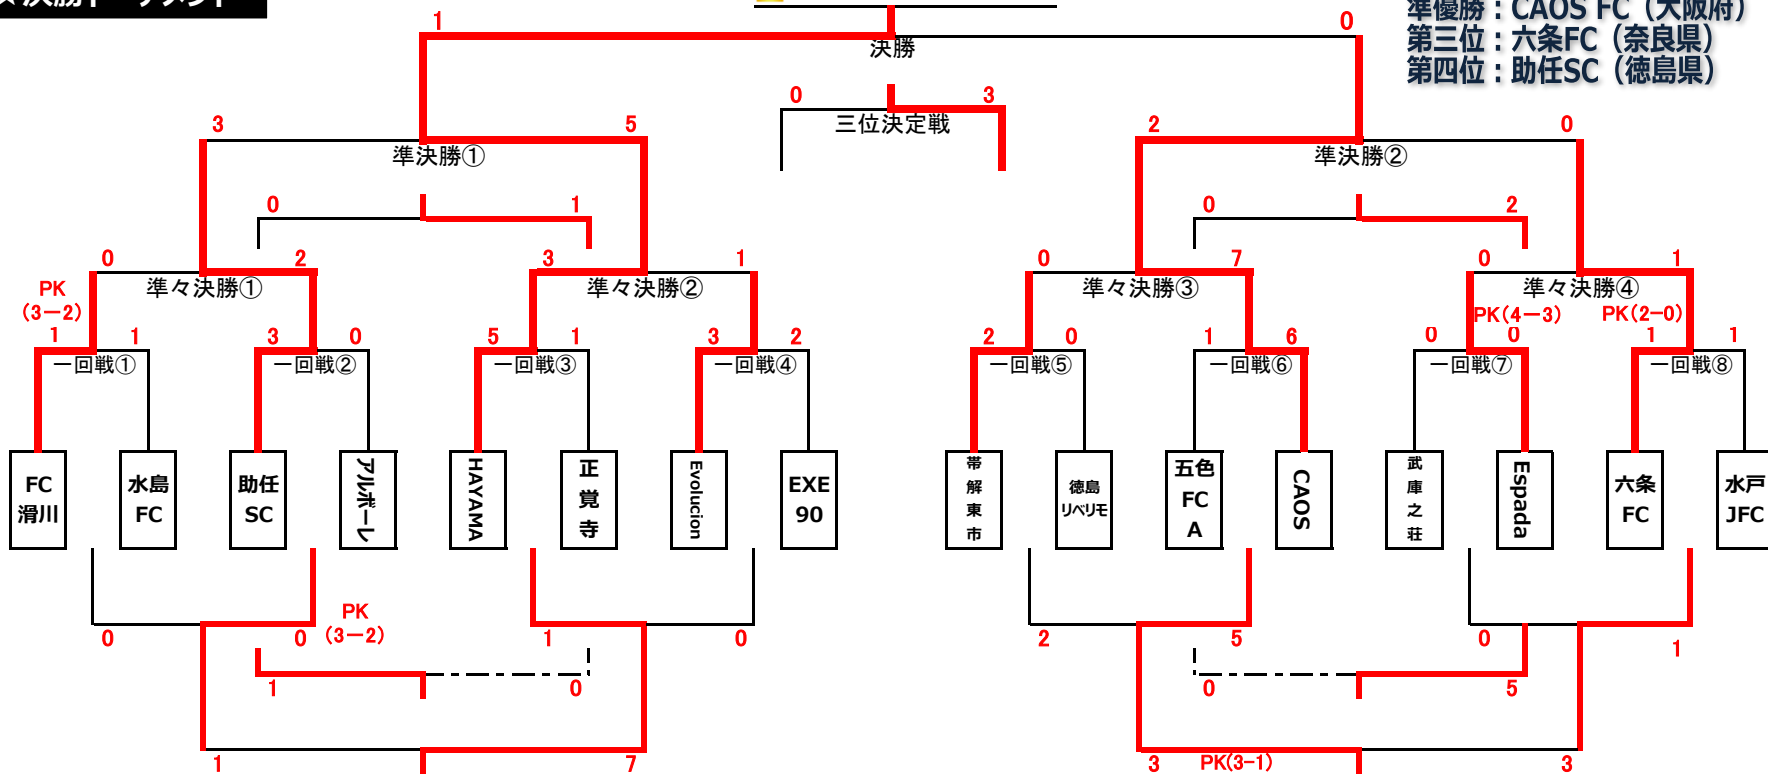 決勝トーナメント
準優勝：CAOS FC（大阪府）
第三位：六条FC（奈良県）
第四位：助任SC（徳島県）
1
0
決勝
0
3
三位決定戦
3
5
準決勝①
2
0
準決勝②
0
1
0
2
0
2
準々決勝①
3
1
準々決勝②
0
7
準々決勝③
0
1
準々決勝④
PK
(3－2)
1
1
一回戦①
3
0
一回戦②
5
1
一回戦③
3
2
一回戦④
2
0
一回戦⑤
1
6
一回戦⑥
PK(4－3)
0
0
一回戦⑦
PK(2-0)
1
1
一回戦⑧
FC
滑川
水島
FC
助任
SC
アルボーレ
HAYAMA
正覚寺
Evolucion
EXE
90
帯解東市
徳島
リベリモ
五色
FC
A
CAOS
武庫之荘
Espada
六条
FC
水戸
JFC
0
0
PK
(3－2)
1
0
2
5
0
1
1
0
0
5
1
7
3
PK(3-1)
3